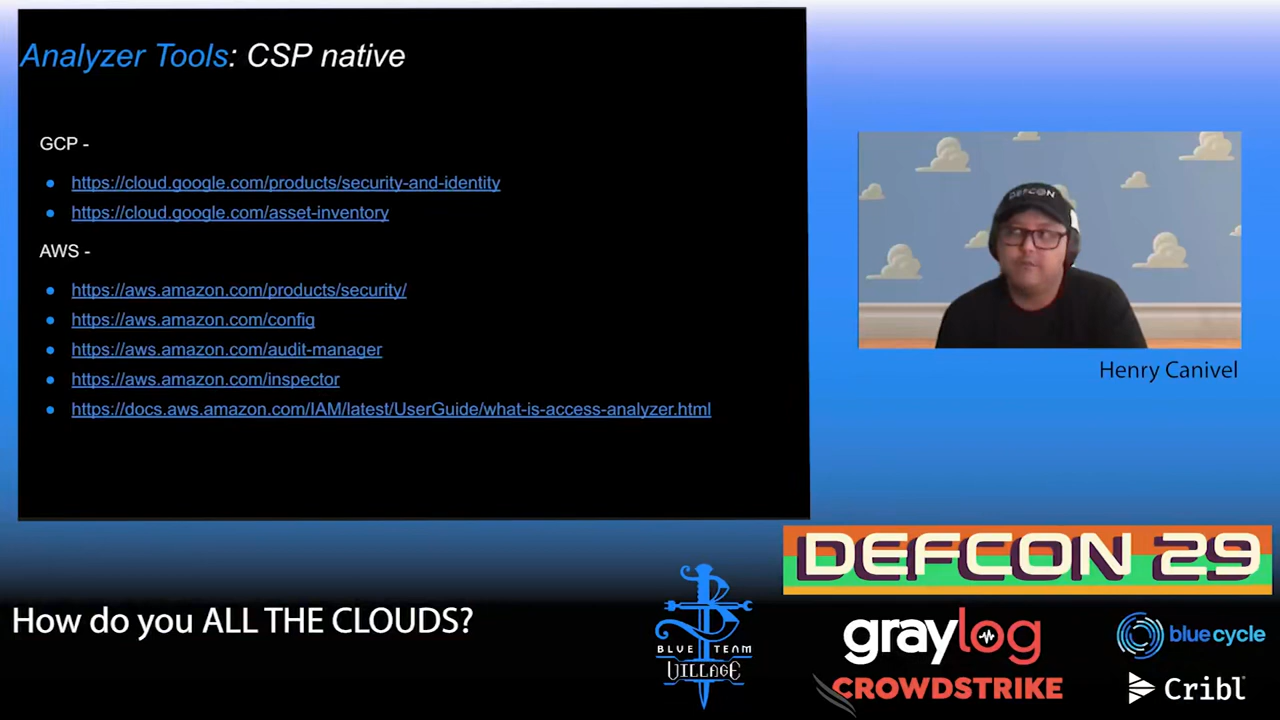 Analyzer Tools: CSP native
GCP -
https://cloud.google.com/products/security-and-identity
https://cloud.google.com/asset-inventory
AWS -
https://aws.amazon.com/products/security/
https://aws.amazon.com/config
https://aws.amazon.com/audit-manager
https://aws.amazon.com/inspector
https://docs.aws.amazon.com/IAM/latest/UserGuide/what-is-access-analyzer.html
DEFCON
Henry Canivel
How do you ALL THE CLOUDS?
BLUE TEAM
VILLAGE
DEFCON 29
graylog
blue cycle
CROWDSTRIKE
Cribl